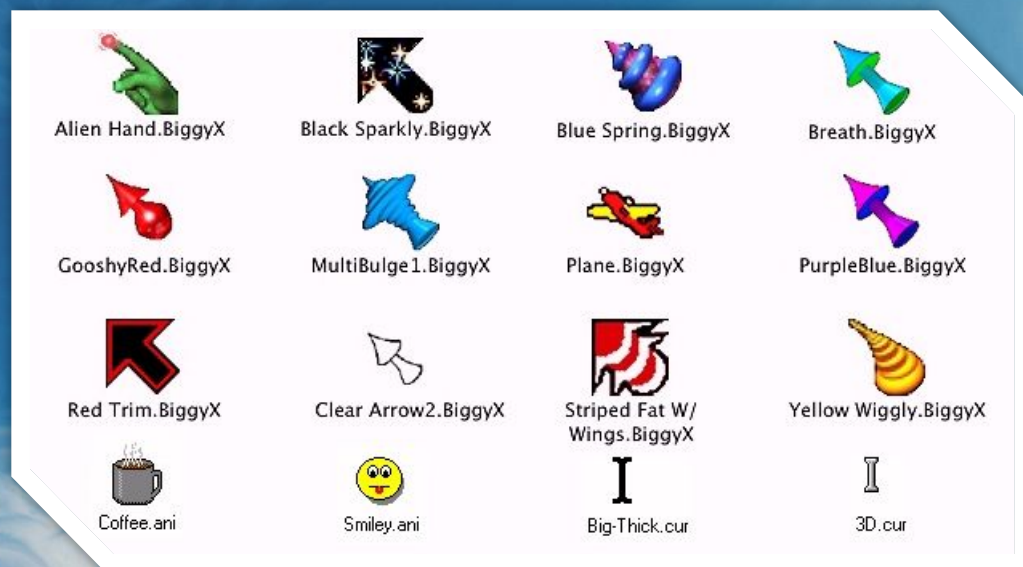 Alien Hand.BiggyX
Black Sparkly.BiggyX
Blue Spring.BiggyX
Breath.BiggyX
GooshyRed.BiggyX
MultiBulge1.BiggyX
Plane.BiggyX
PurpleBlue.BiggyX
Red Trim.BiggyX
Clear Arrow2.BiggyX
Striped Fat W/
Wings.BiggyX
Yellow Wiggly.BiggyX
Coffee.ani
Smiley.ani
Big-Thick.cur
3D.cur